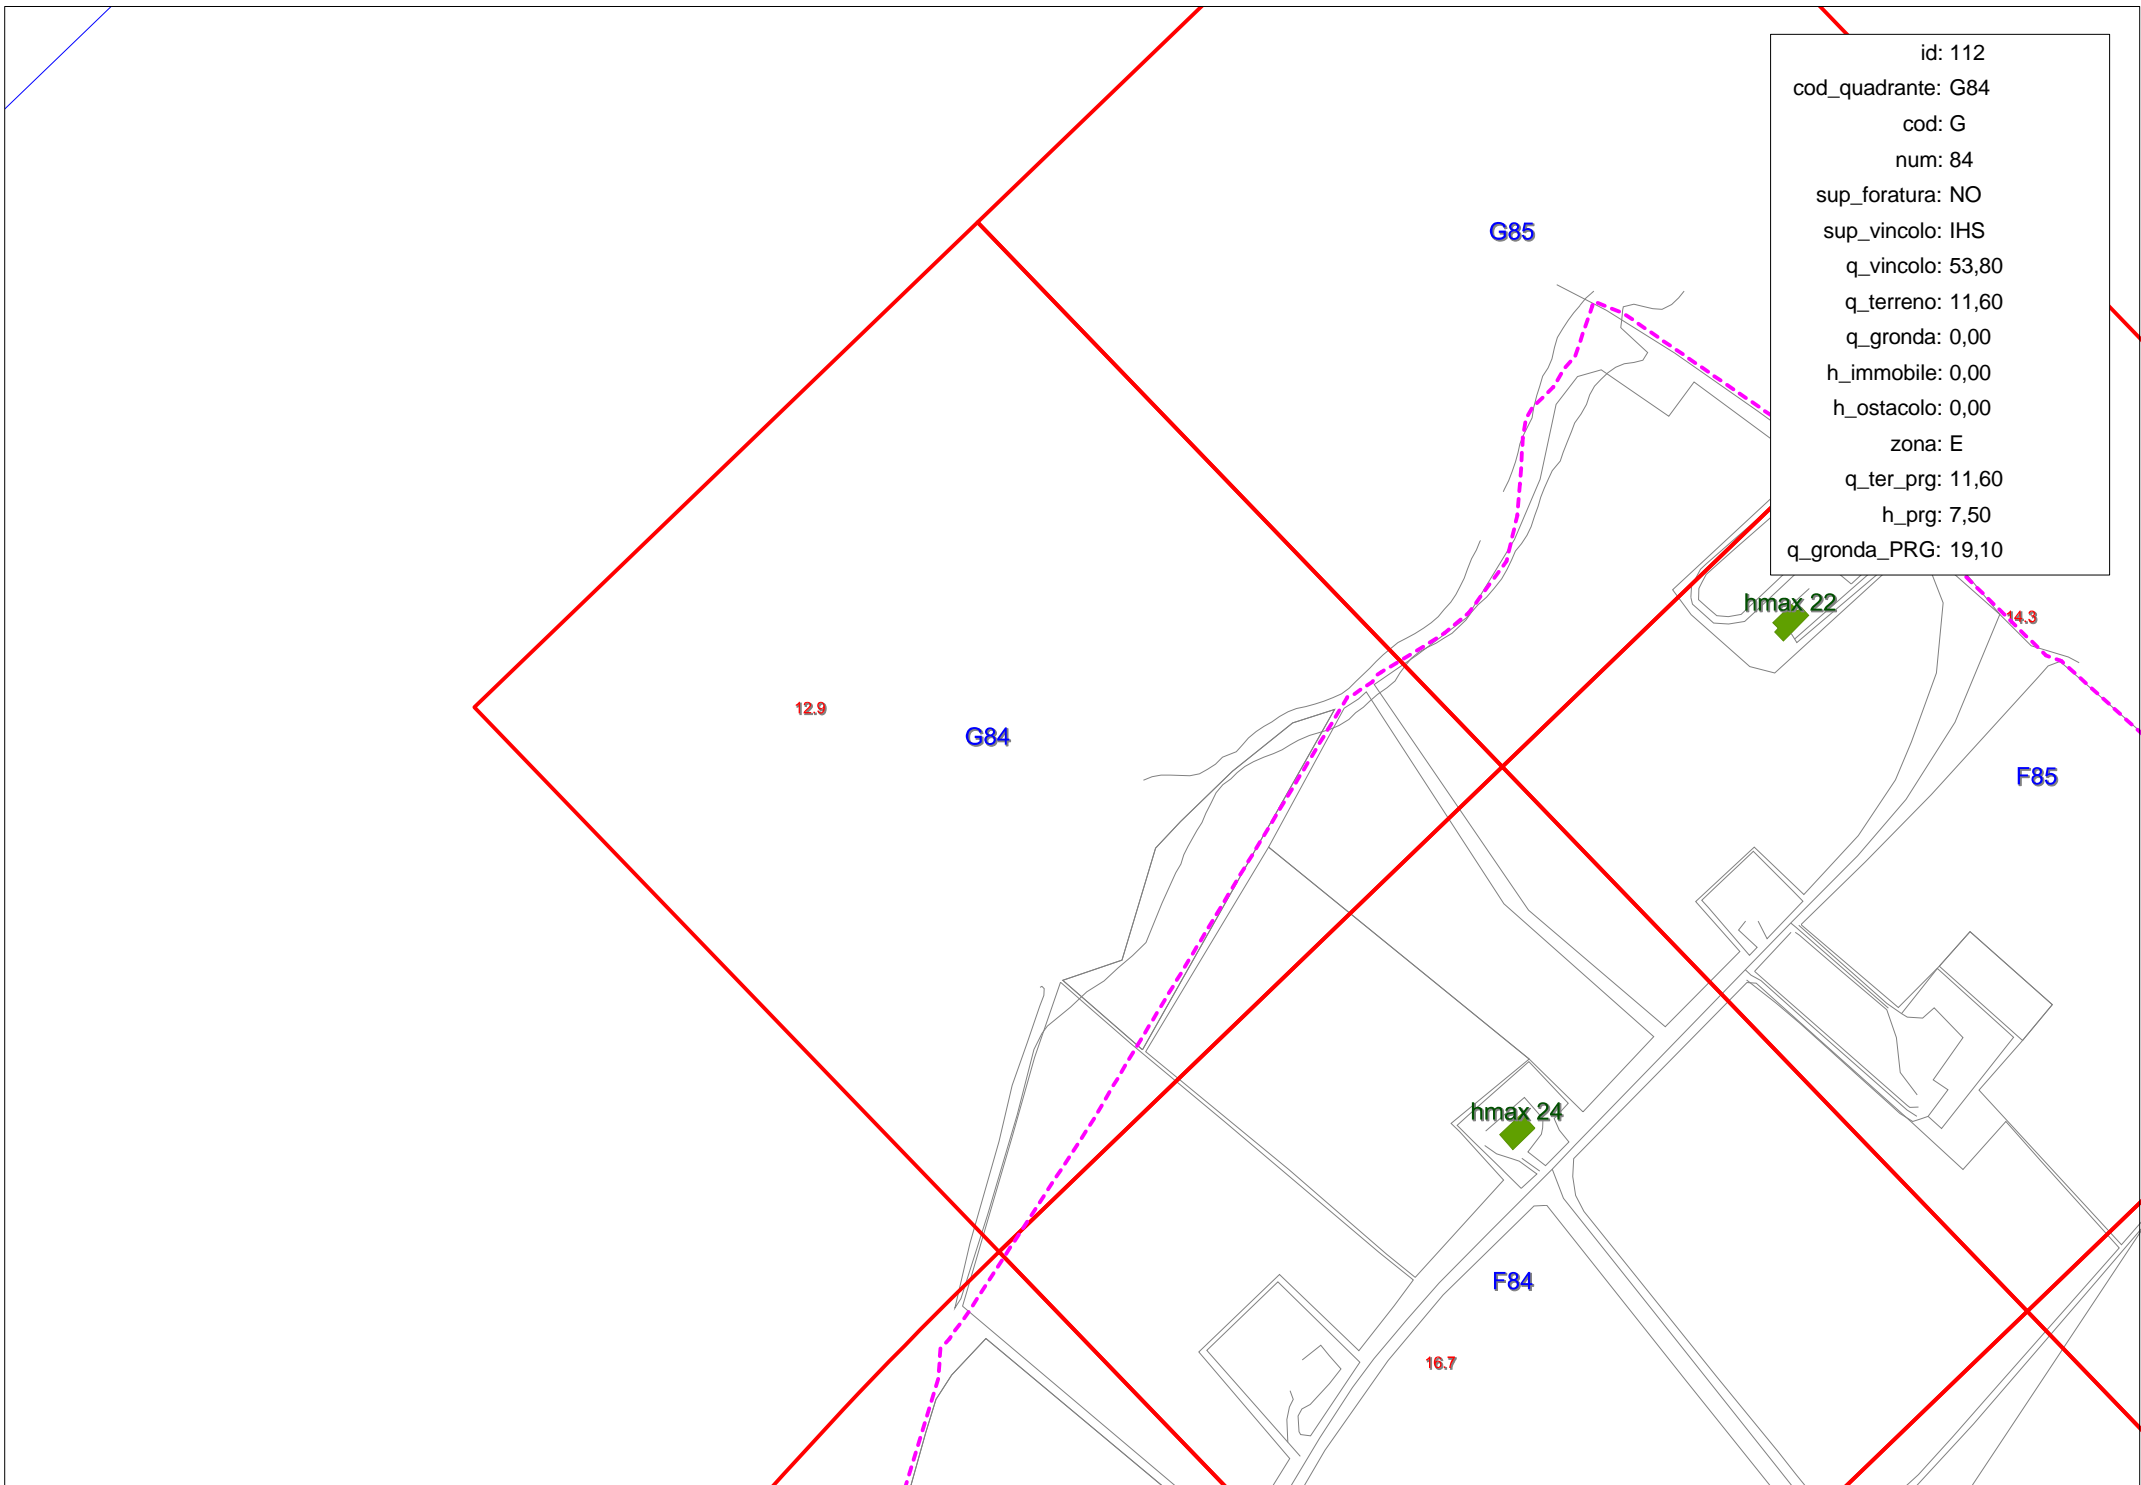 id: 112
cod_quadrante: G84
cod: G
num: 84
sup_foratura: NO
sup_vincolo: IHS
q_vincolo: 53,80
q_terreno: 11,60
q_gronda: 0,00
h_immobile: 0,00
h_ostacolo: 0,00
zona: E
q_ter_prg: 11,60
h_prg: 7,50
q_gronda_PRG: 19,10
G85
hmax 22
14.3
12.9
G84
F85
hmax 24
F84
16.7